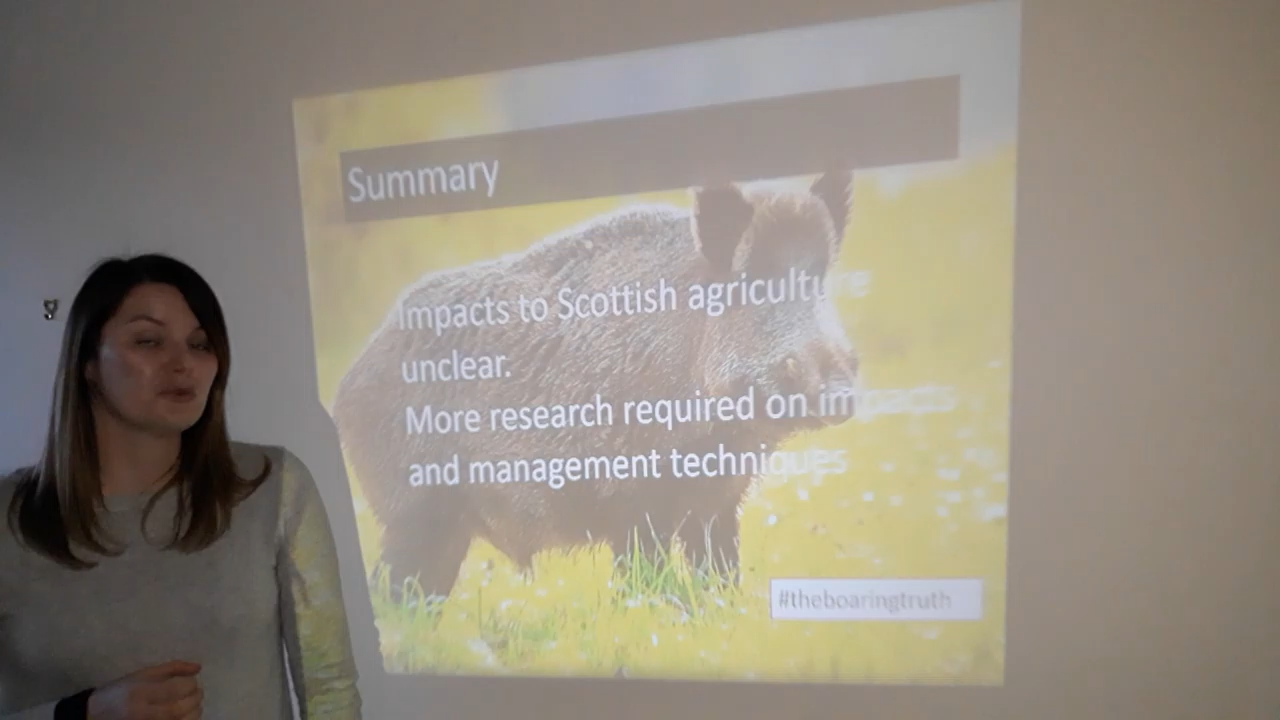 Summary
Impacts to Scottish agriculture
unclear.
More research required on impacts
and management techniques
#theboaringtruth